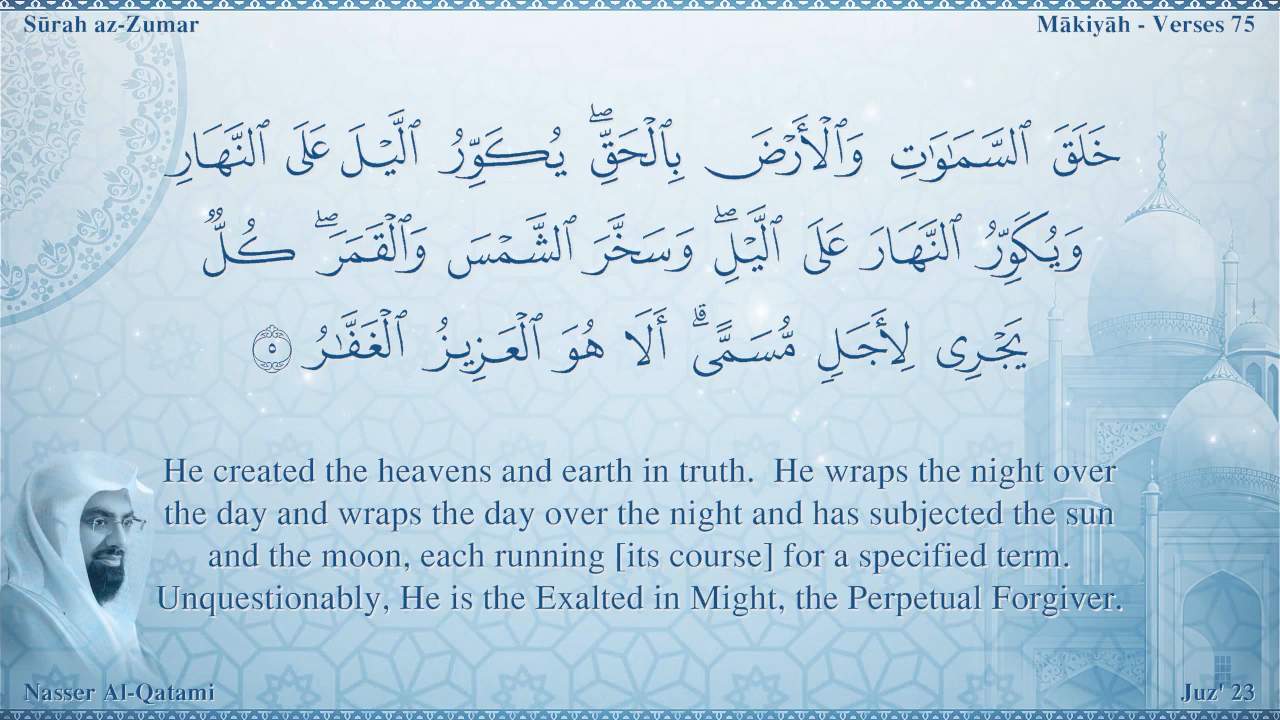 Sūrah az-Zumar
Mākiyāh - Verses 75
خَلَقَ ٱلسَّمَـٰوَٰتِ وَٱلْأَرْضَ بِٱلْحَقِّ ۖ يُكَوِّرُ ٱلَّيْلَ عَلَى ٱلنَّهَارِ
وَيُكَوِّرُ ٱلنَّهَارَ عَلَى ٱلَّيْلِ ۖ وَسَخَّرَ ٱلشَّمْسَ وَٱلْقَمَرَ ۖ كُلٌّ
يَجْرِى لِأَجَلٍ مُّسَمًّى ۗ أَلَا هُوَ ٱلْعَزِيزُ ٱلْغَفَّـٰرُ ٥
He created the heavens and earth in truth.  He wraps the night over
the day and wraps the day over the night and has subjected the sun
and the moon, each running [its course] for a specified term.
Unquestionably, He is the Exalted in Might, the Perpetual Forgiver.
Nasser Al-Qatami
Juz' 23